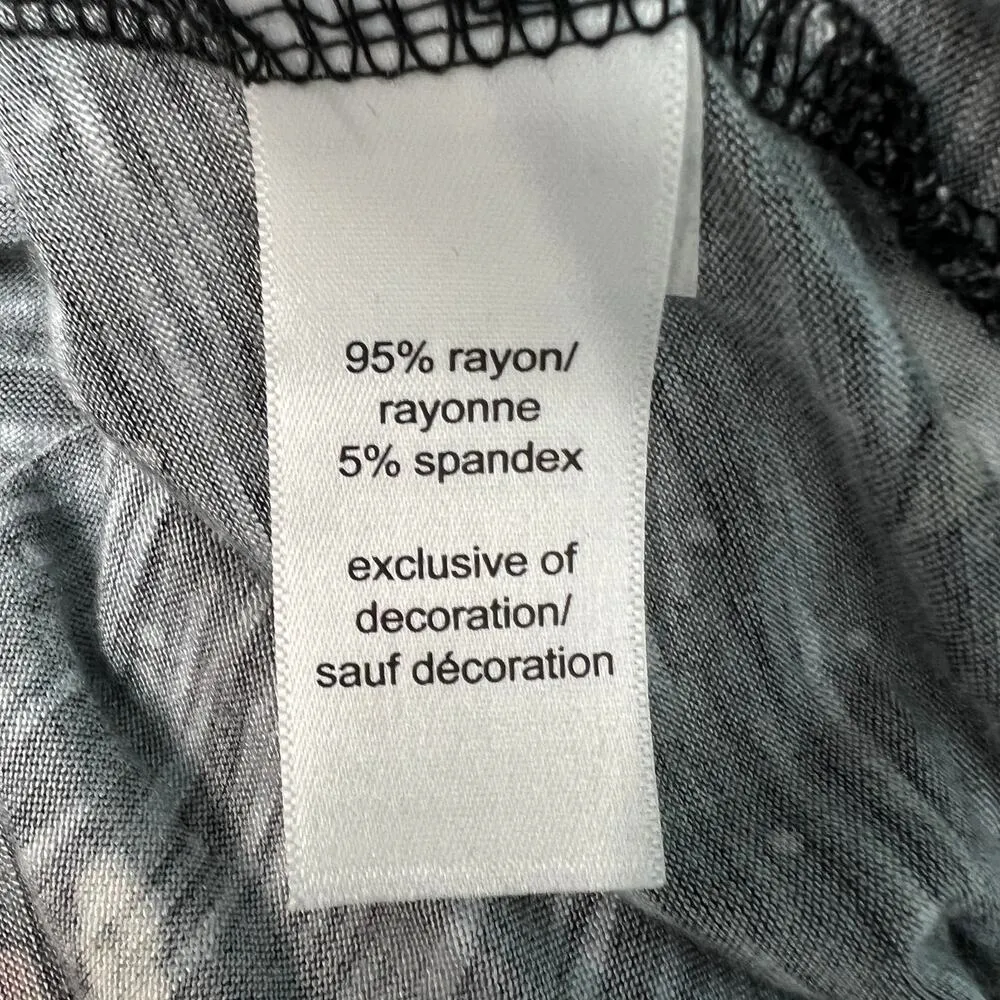 95% rayon/
rayonne
5% spandex
exclusive of
decoration/
sauf décoration